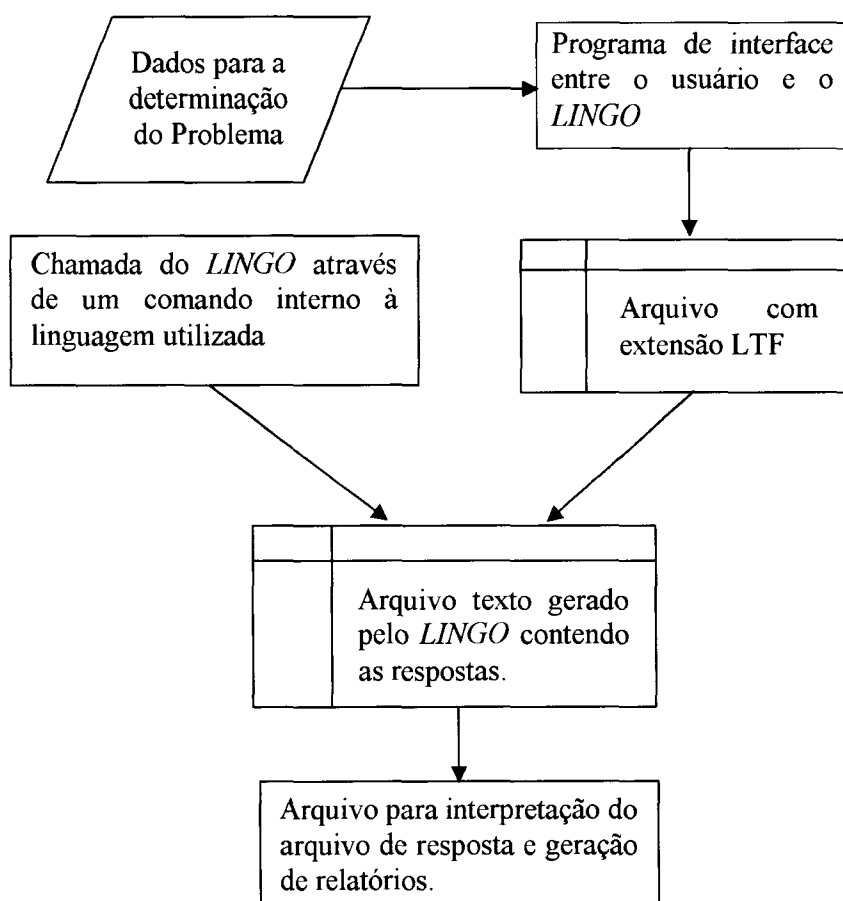 Dados para a
determinação
do Problema
Programa de interface
entre o usuário e o
LINGO
Chamada do LINGO através
de um comando interno à
linguagem utilizada
Arquivo com
extensão LTF
Arquivo texto gerado
pelo LINGO contendo
as respostas.
Arquivo para interpretação do
arquivo de resposta e geração
de relatórios.